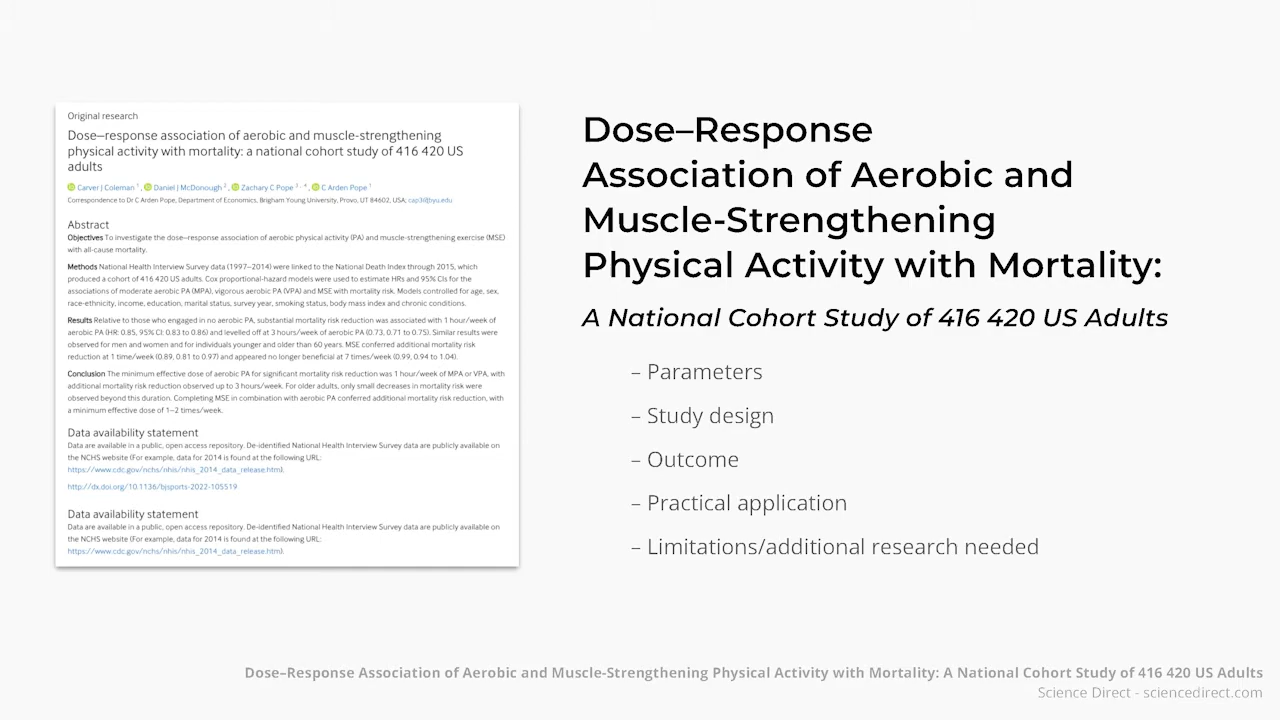 Original research
Dose–response association of aerobic and muscle-strengthening
physical activity with mortality: a national cohort study of 416 420 US
adults
Carver J Coleman 1, Daniel J McDonough 2, Zachary C Pope 3, *, C Arden Pope 1
Correspondence to Dr C Arden Pope, Department of Economics, Brigham Young University, Provo, UT 84602, USA; cap3@byu.edu
Abstract
Objectives To investigate the dose–response association of aerobic physical activity (PA) and muscle-strengthening exercise (MSE)
with all-cause mortality.
Methods National Health Interview Survey data (1997–2014) were linked to the National Death Index through 2015, which
produced a cohort of 416 420 US adults. Cox proportional-hazard models were used to estimate HRs and 95% CIs for the
associations of moderate aerobic PA (MPA), vigorous aerobic PA (VPA) and MSE with mortality risk. Models controlled for age, sex,
race-ethnicity, income, education, marital status, survey year, smoking status, body mass index and chronic conditions.
Results Relative to those who engaged in no aerobic PA, substantial mortality risk reduction was associated with 1 hour/week of
aerobic PA (HR: 0.85, 95% CI: 0.83 to 0.86) and levelled off at 3 hours/week of aerobic PA (0.73, 0.71 to 0.75). Similar results were
observed for men and women and for individuals younger and older than 60 years. MSE conferred additional mortality risk
reduction at 1 time/week (0.89, 0.81 to 0.97) and appeared no longer beneficial at 7 times/week (0.99, 0.94 to 1.04).
Conclusion The minimum effective dose of aerobic PA for significant mortality risk reduction was 1 hour/week of MPA or VPA, with
additional mortality risk reduction observed up to 3 hours/week. For older adults, only small decreases in mortality risk were
observed beyond this duration. Completing MSE in combination with aerobic PA conferred additional mortality risk reduction, with
a minimum effective dose of 1–2 times/week.
Data availability statement
Data are available in a public, open access repository. De-identified National Health Interview Survey data are publicly available on
the NCHS website (For example, data for 2014 is found at the following URL:
https://www.cdc.gov/nchs/nhis/nhis_2014_data_release.htm).
http://dx.doi.org/10.1136/bjsports-2022-105519
Data availability statement
Data are available in a public, open access repository. De-identified National Health Interview Survey data are publicly available on
the NCHS website (For example, data for 2014 is found at the following URL:
https://www.cdc.gov/nchs/nhis/nhis_2014_data_release.htm).
Dose–Response
Association of Aerobic and
Muscle-Strengthening
Physical Activity with Mortality:
A National Cohort Study of 416 420 US Adults
– Parameters
– Study design
– Outcome
– Practical application
– Limitations/additional research needed
Dose–Response Association of Aerobic and Muscle-Strengthening Physical Activity with Mortality: A National Cohort Study of 416 420 US Adults
Science Direct - sciencedirect.com